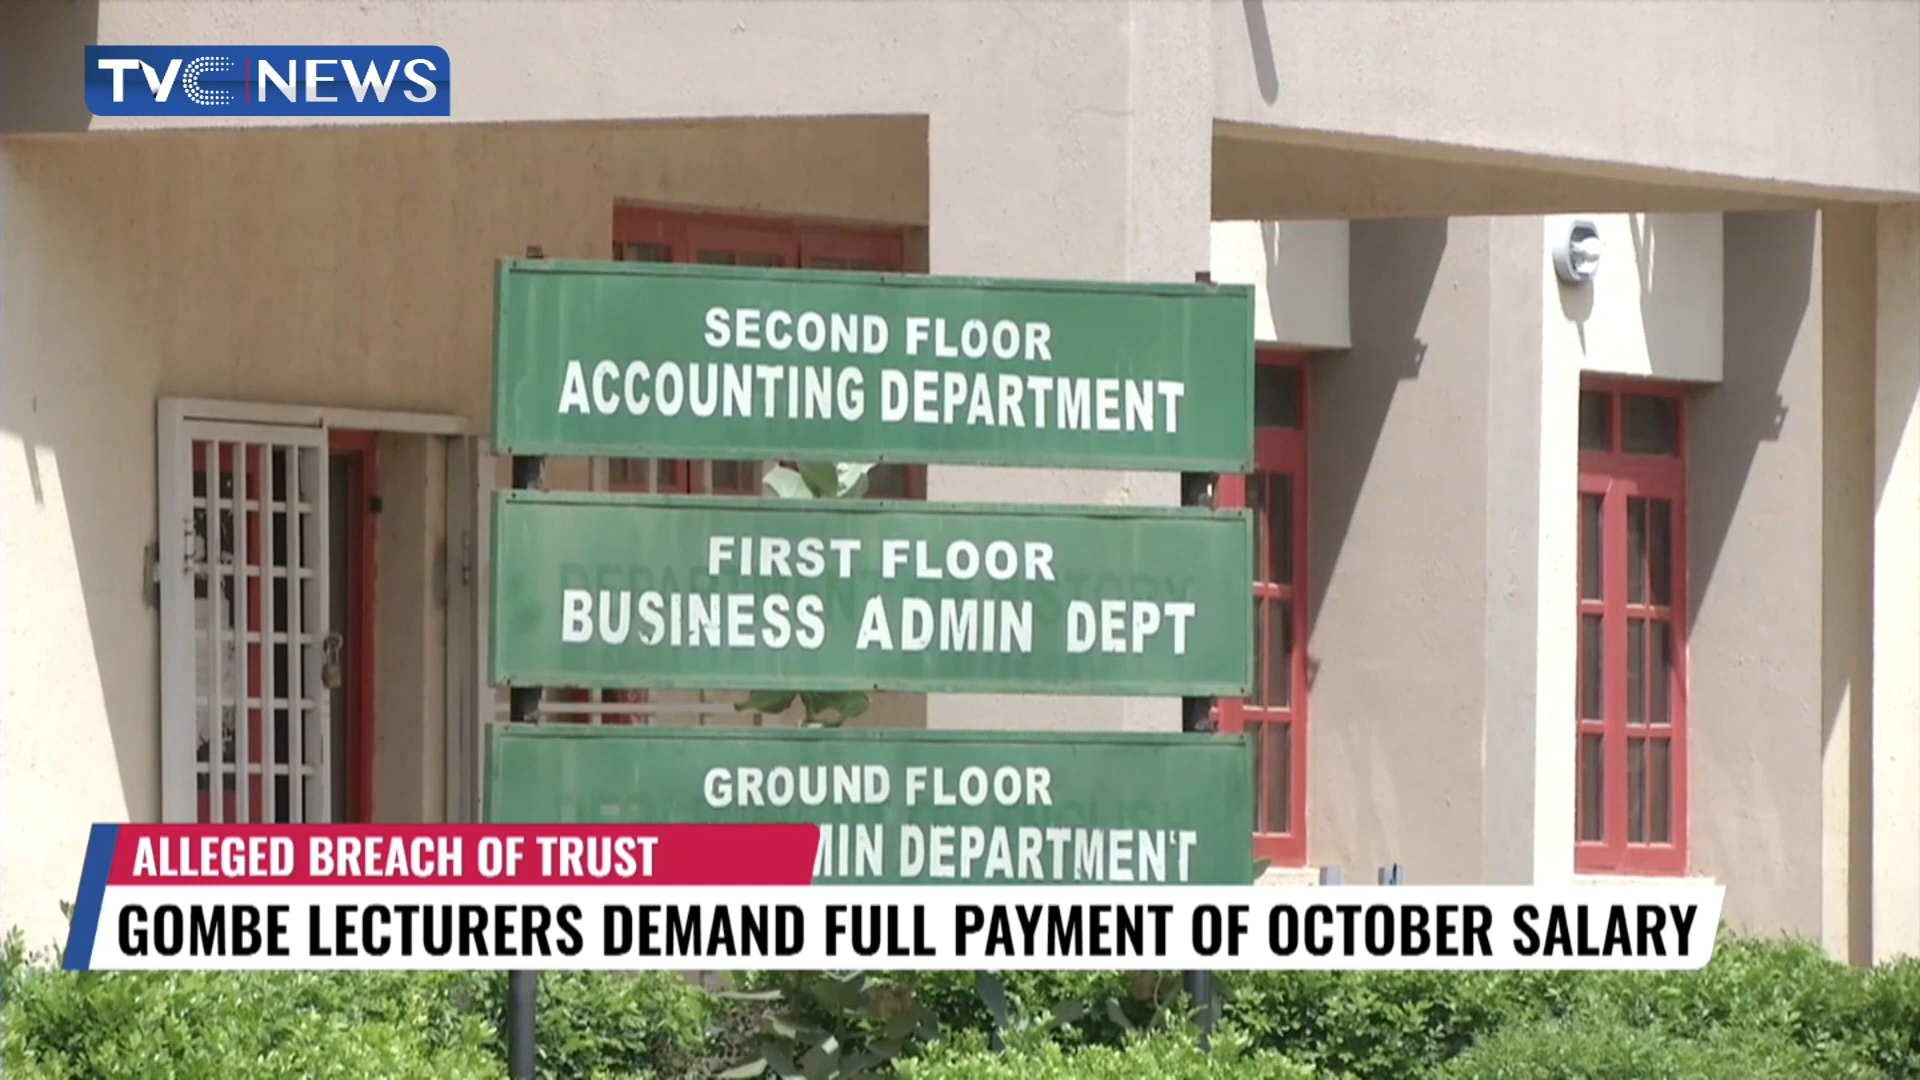 TVC NEWS
SECOND FLOOR
ACCOUNTING DEPARTMENT
FIRST FLOOR
BUSINESS ADMIN DEPT
GROUND FLOOR
DEPARTMENT
ALLEGED BREACH OF TRUST
GOMBE LECTURERS DEMAND FULL PAYMENT OF OCTOBER SALARY